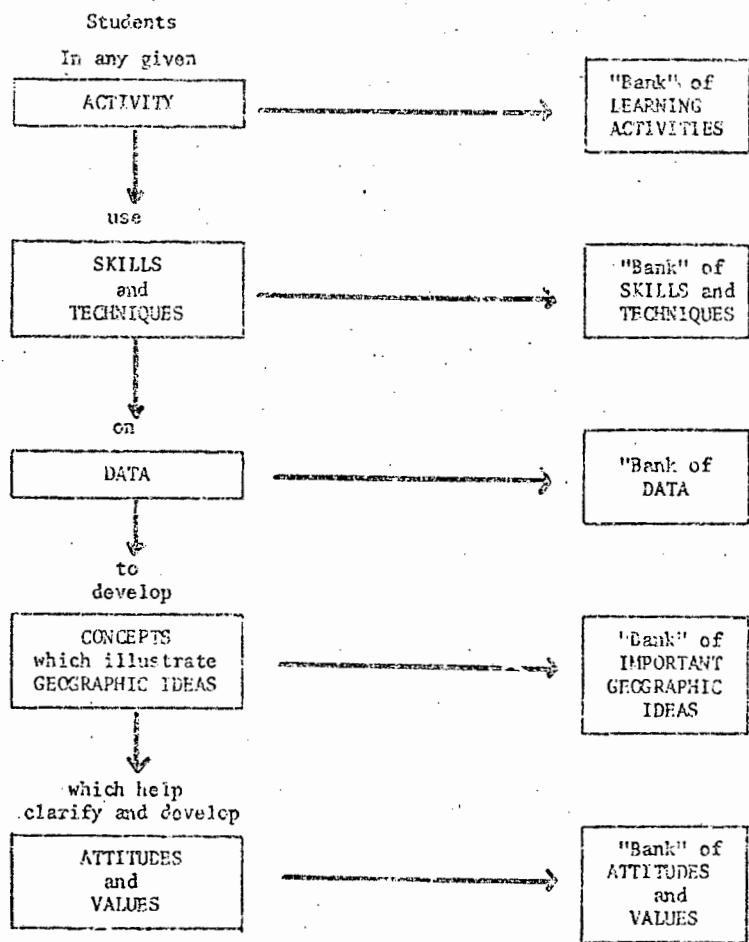 Students
In any given
ACTIVITY
"Bank" of
LEARNING
ACTIVITIES
use
SKILLS
and
TECHNIQUES
"Bank" of
SKILLS and
TECHNIQUES
on
DATA
"Bank of
DATA
to
develop
CONCEPTS
which illustrate
GEOGRAPHIC IDEAS
"Bank" of
IMPORTANT
GEOGRAPHIC
IDEAS
which help
clarify and develop
ATTITUDES
and
VALUES
"Bank" of
ATTITUDES
and
VALUES